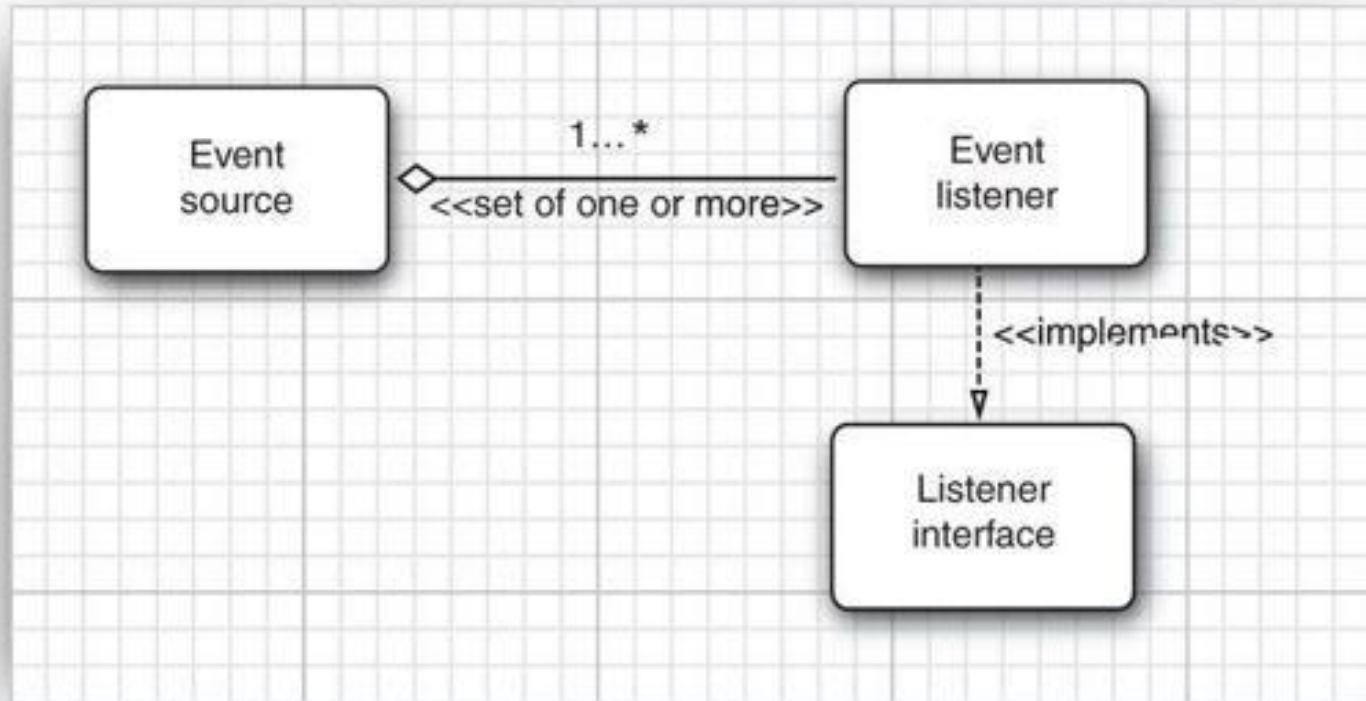 Event
source
1...*
<<set of one or more>>
Event
listener
<<implements>>
Listener
interface